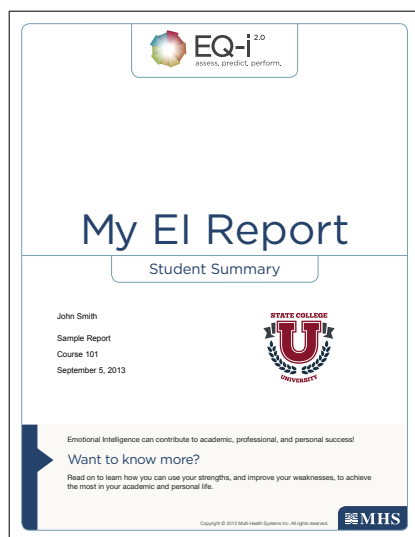 EQ-i 2.0
assess. predict. perform.
My EI Report
Student Summary
John Smith
Sample Report
Course 101
September 5, 2013
STATE COLLEGE
U
UNIVERSITY
Emotional Intelligence can contribute to academic, professional, and personal success!
Want to know more?
Read on to learn how you can use your strengths, and improve your weaknesses, to achieve
the most in your academic and personal life.
Copyright © 2013 Multi-Health Systems Inc. All rights reserved.
MHS